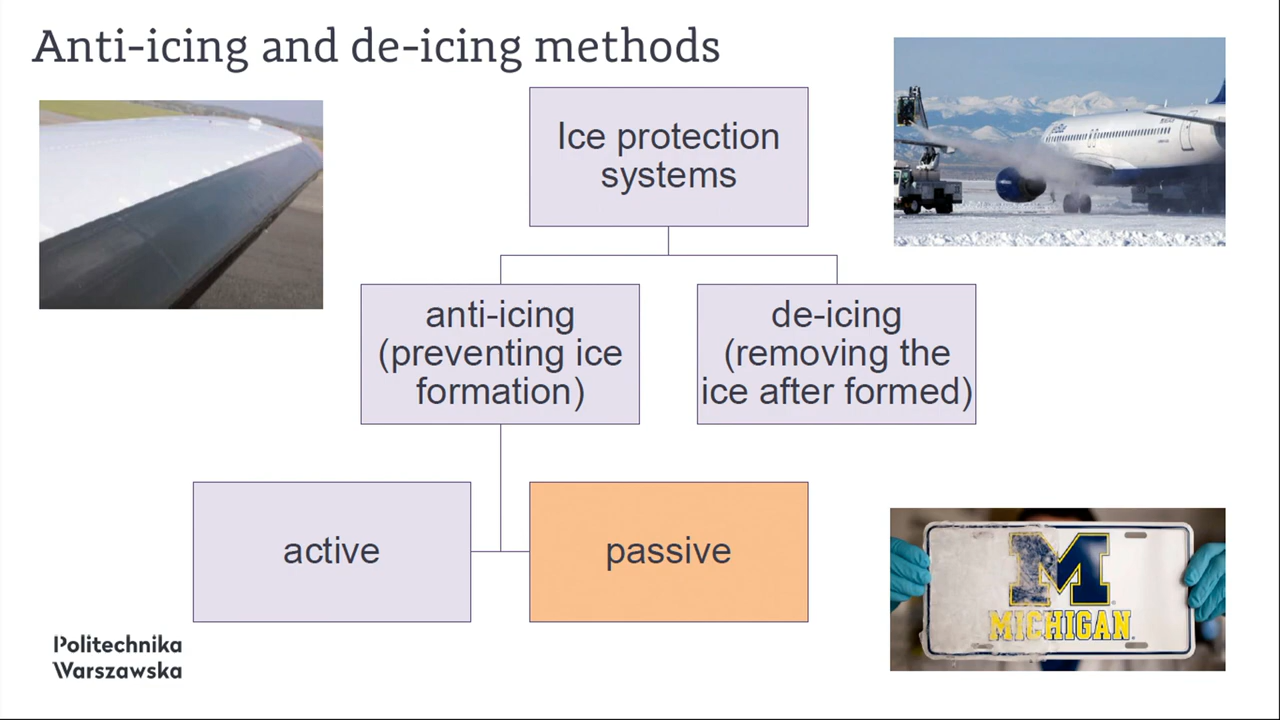 Anti-icing and de-icing methods
Ice protection
systems
anti-icing
(preventing ice
formation)
de-icing
(removing the
ice after formed)
active
passive
M
MICHIGAN
Politechnika
Warszawska